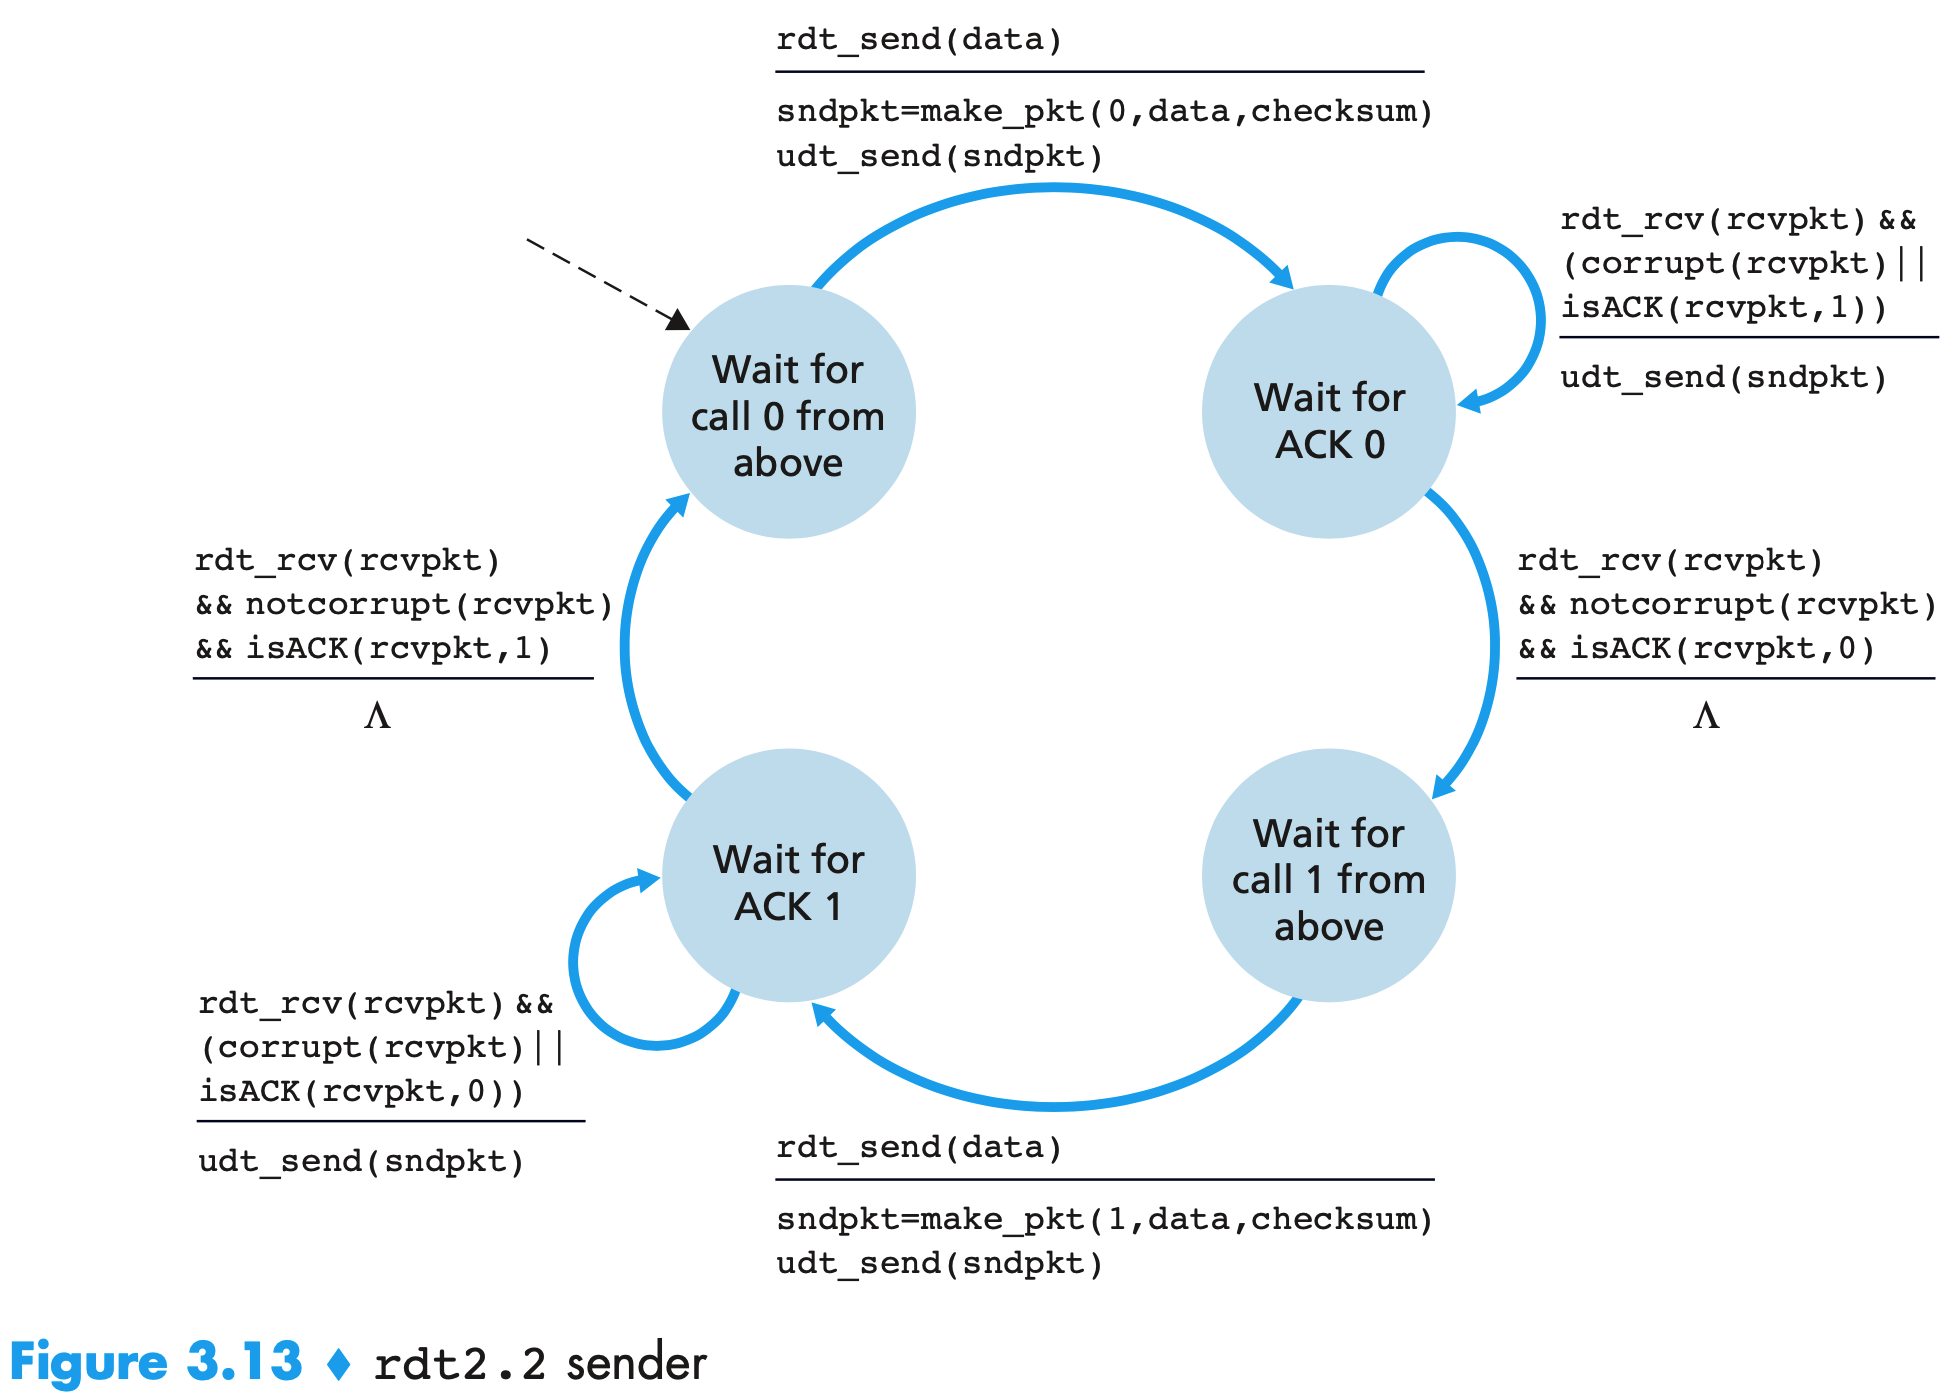 rdt_send(data)
sndpkt=make_pkt(0,data,checksum)
udt_send(sndpkt)
rdt_rcv(rcvpkt) &&
(corrupt(rcvpkt)||
isACK(rcvpkt,1))
udt_send(sndpkt)
Wait for
call 0 from
above
Wait for
ACK 0
rdt_rcv(rcvpkt)
&& notcorrupt(rcvpkt)
&& isACK(rcvpkt,1)
Λ
rdt_rcv(rcvpkt)
&& notcorrupt(rcvpkt)
&& isACK(rcvpkt,0)
Λ
Wait for
ACK 1
Wait for
call 1 from
above
rdt_rcv(rcvpkt) &&
(corrupt(rcvpkt)||
isACK(rcvpkt,0))
udt_send(sndpkt)
rdt_send(data)
sndpkt=make_pkt(1,data,checksum)
udt_send(sndpkt)
Figure 3.13 ♦ rdt2.2 sender